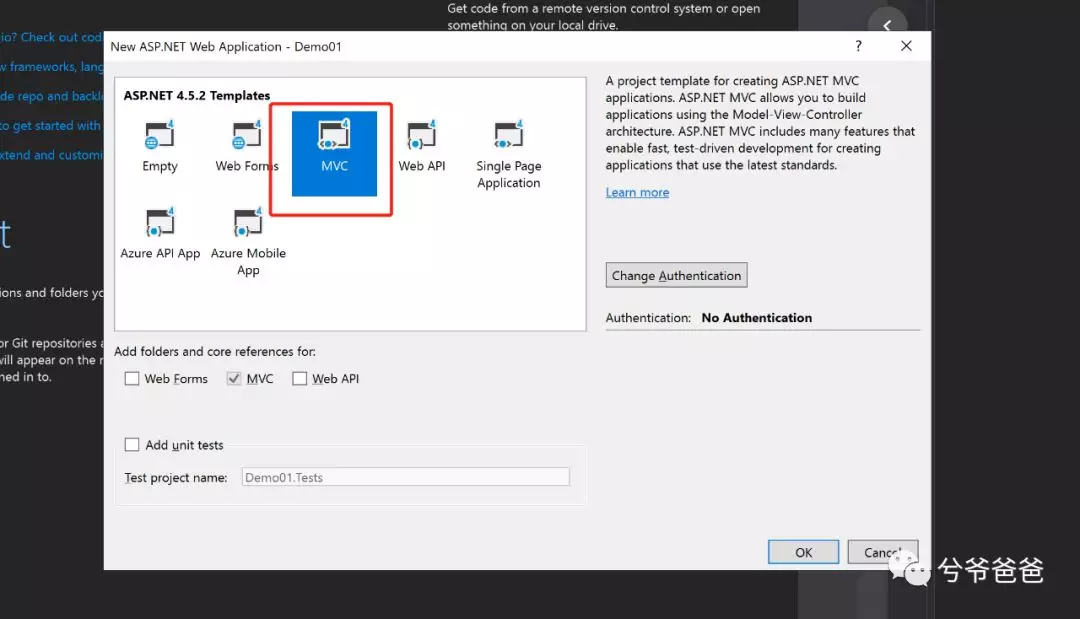 Get code from a remote version control system or open
something on your local drive.
io? Check out cod
w frameworks, lang
de repo and backlo
to get started with
extend and customi
t
ions and folders yo
or Git repositories a
will appear on the
ned in to.
New ASP.NET Web Application - Demo01
?
ASP.NET 4.5.2 Templates
Empty
Web Forms
MVC
Web API
Single Page
Application
Azure API App
Azure Mobile
App
A project template for creating ASP.NET MVC
applications. ASP.NET MVC allows you to build
applications using the Model-View-Controller
architecture. ASP.NET MVC includes many features that
enable fast, test-driven development for creating
applications that use the latest standards.
Learn more
Change Authentication
Authentication: No Authentication
Add folders and core references for:
Web Forms
MVC
Web API
Add unit tests
Test project name:
Demo01.Tests
OK
Cancel
兮爷爸爸